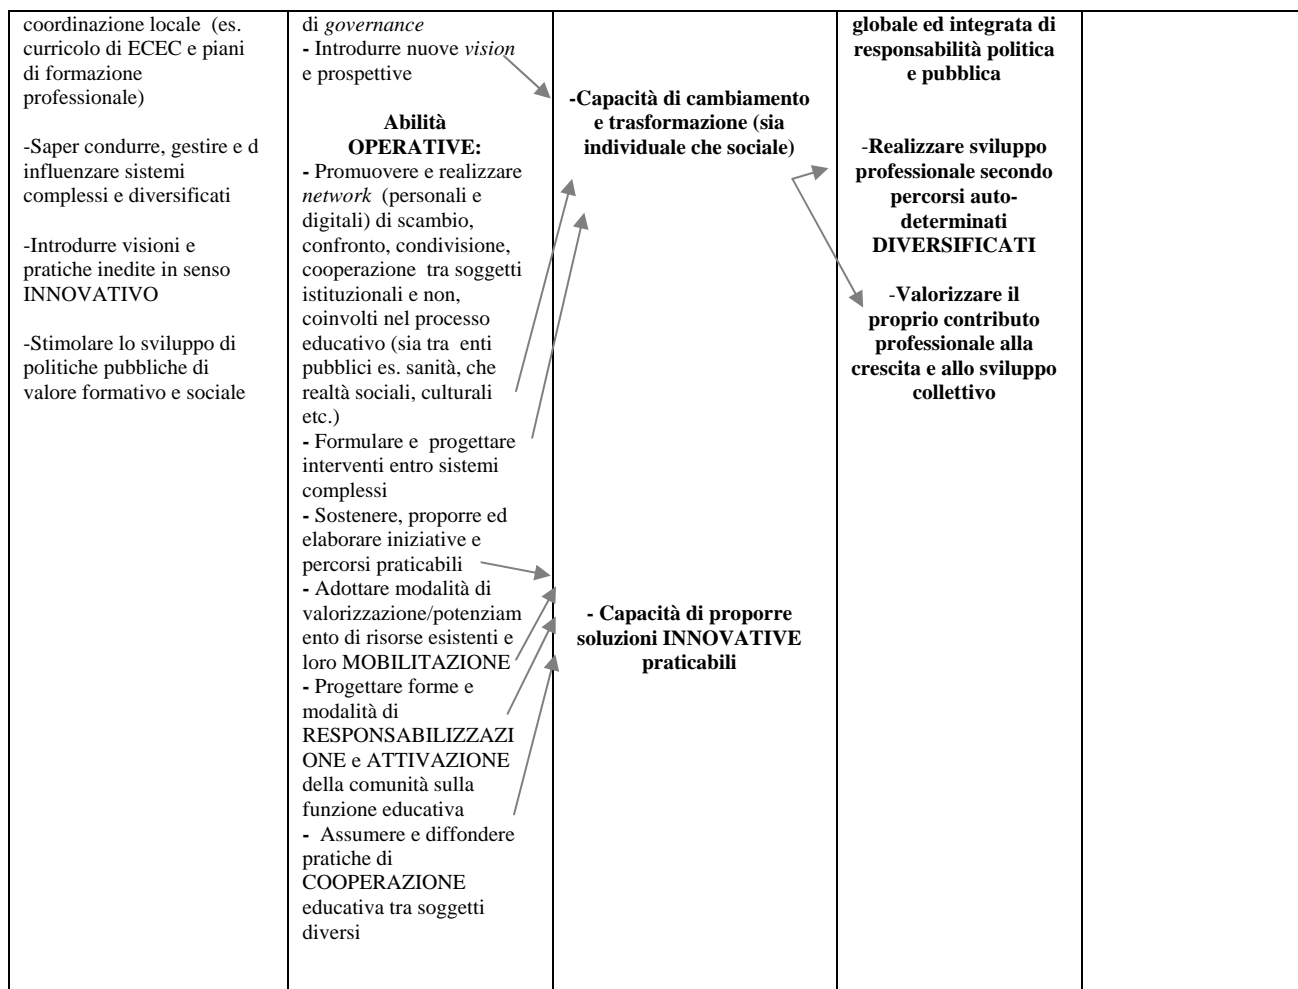 coordinazione locale  (es.
curricolo di ECEC e piani
di formazione
professionale)
-Saper condurre, gestire e d
influenzare sistemi
complessi e diversificati
-Introdurre visioni e
pratiche inedite in senso
INNOVATIVO
-Stimolare lo sviluppo di
politiche pubbliche di
valore formativo e sociale
di governance
- Introdurre nuove vision
e prospettive
Abilità
OPERATIVE:
- Promuovere e realizzare
network  (personali e
digitali) di scambio,
confronto, condivisione,
cooperazione  tra soggetti
istituzionali e non,
coinvolti nel processo
educativo (sia tra  enti
pubblici es. sanità, che
realtà sociali, culturali
etc.)
- Formulare e  progettare
interventi entro sistemi
complessi
- Sostenere, proporre ed
elaborare iniziative e
percorsi praticabili
- Adottare modalità di
valorizzazione/potenziam
ento di risorse esistenti e
loro MOBILITAZIONE
- Progettare forme e
modalità di
RESPONSABILIZZAZI
ONE e ATTIVAZIONE
della comunità sulla
funzione educativa
-  Assumere e diffondere
pratiche di
COOPERAZIONE
educativa tra soggetti
diversi
-Capacità di cambiamento
e trasformazione (sia
individuale che sociale)
- Capacità di proporre
soluzioni INNOVATIVE
praticabili
globale ed integrata di
responsabilità politica
e pubblica
-Realizzare sviluppo
professionale secondo
percorsi auto-
determinati
DIVERSIFICATI
-Valorizzare il
proprio contributo
professionale alla
crescita e allo sviluppo
collettivo